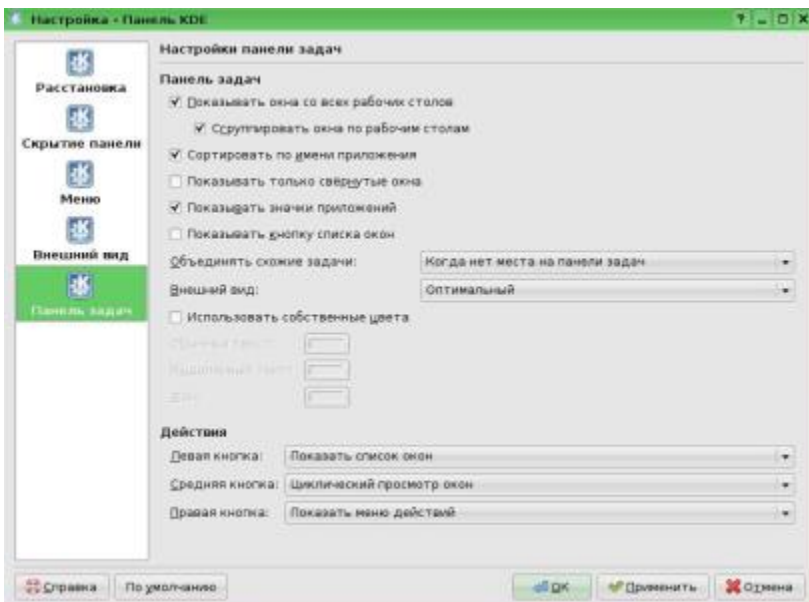 Настройка - Панель KDE
Расстановка
Скрытие панели
Меню
Внешний вид
Панель задач
Настройки панели задач
Панель задач
Показывать окна со всех рабочих столов
Сгруппировать окна по рабочим столам
Сортировать по имени приложения
Показывать только свёрнутые окна
Показывать значки приложений
Показывать кнопку списка окон
Объединять схожие задачи: Когда нет места на панели задач
Внешний вид: Оптимальный
Использовать собственные цвета
Действия
Левая кнопка: Показать список окон
Средняя кнопка: Циклический просмотр окон
Правая кнопка: Показать меню действий
Справка По умолчанию OK Применить Отмена